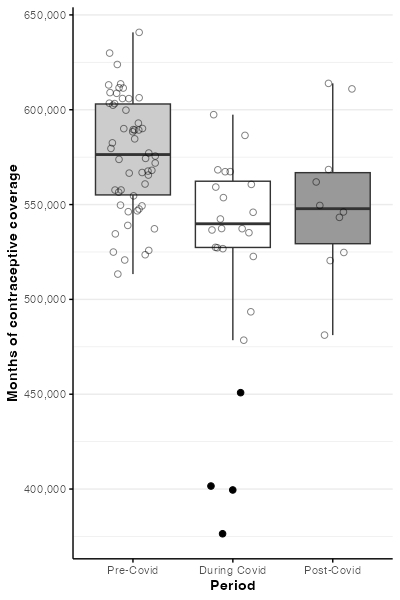 Months of contraceptive coverage
650,000
600,000
550,000
500,000
450,000
400,000
Pre-Covid
During Covid
Post-Covid
Period